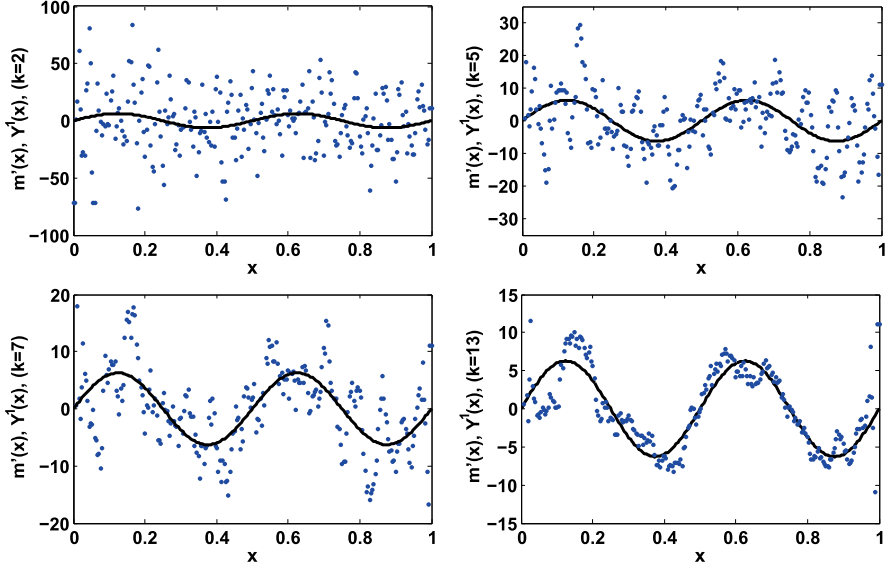 m'(x), Y¹(x), (k=2)
100
50
0
−50
−100
0 0.2 0.4 0.6 0.8 1
x
m'(x), Y¹(x), (k=5)
30
20
10
0
−10
−20
−30
0 0.2 0.4 0.6 0.8 1
x
m'(x), Y¹(x), (k=7)
20
10
0
−10
−20
0 0.2 0.4 0.6 0.8 1
x
m'(x), Y¹(x), (k=13)
15
10
5
0
−5
−10
−15
0 0.2 0.4 0.6 0.8 1
x